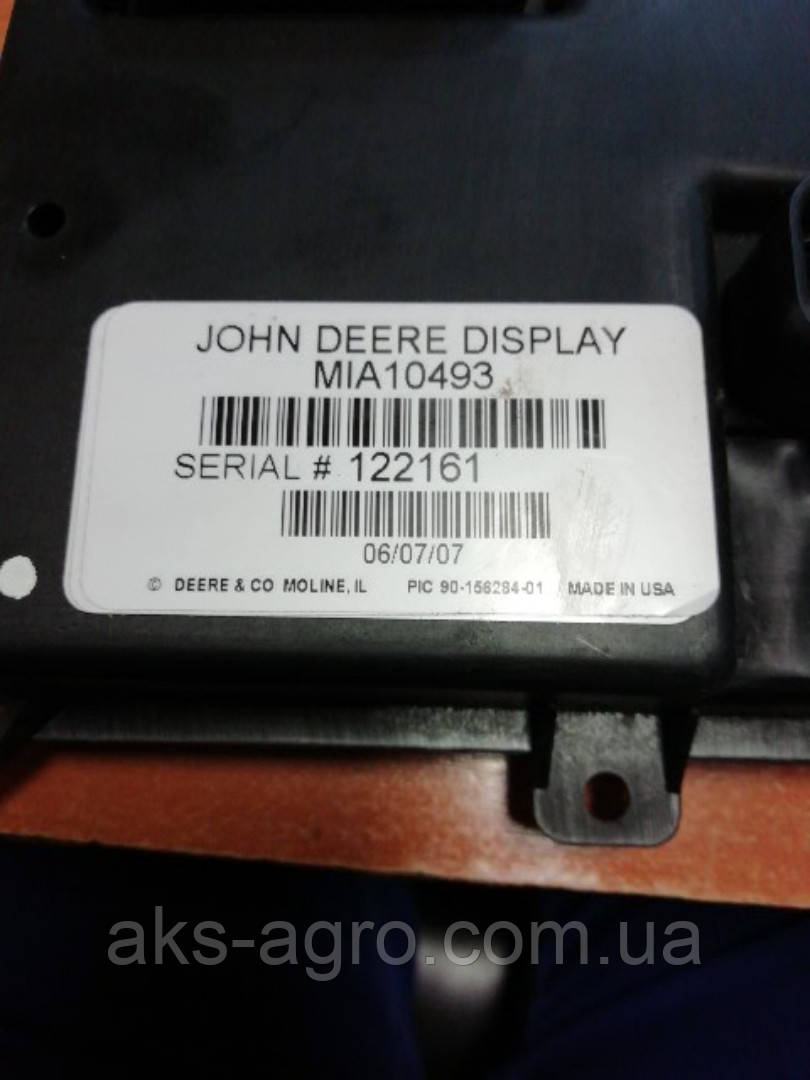 JOHN DEERE DISPLAY
MIA10493
SERIAL # 122161
06/07/07
© DEERE & CO MOLINE, IL PIC 90-156284-01 MADE IN USA
aks-agro.com.ua